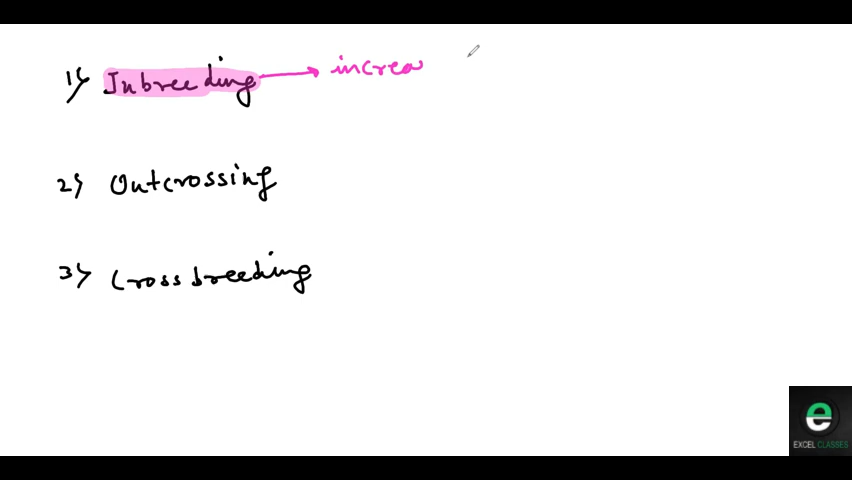 1) Inbreeding → increa
2) Outcrossing
3) Crossbreeding
e
EXCEL CLASSES